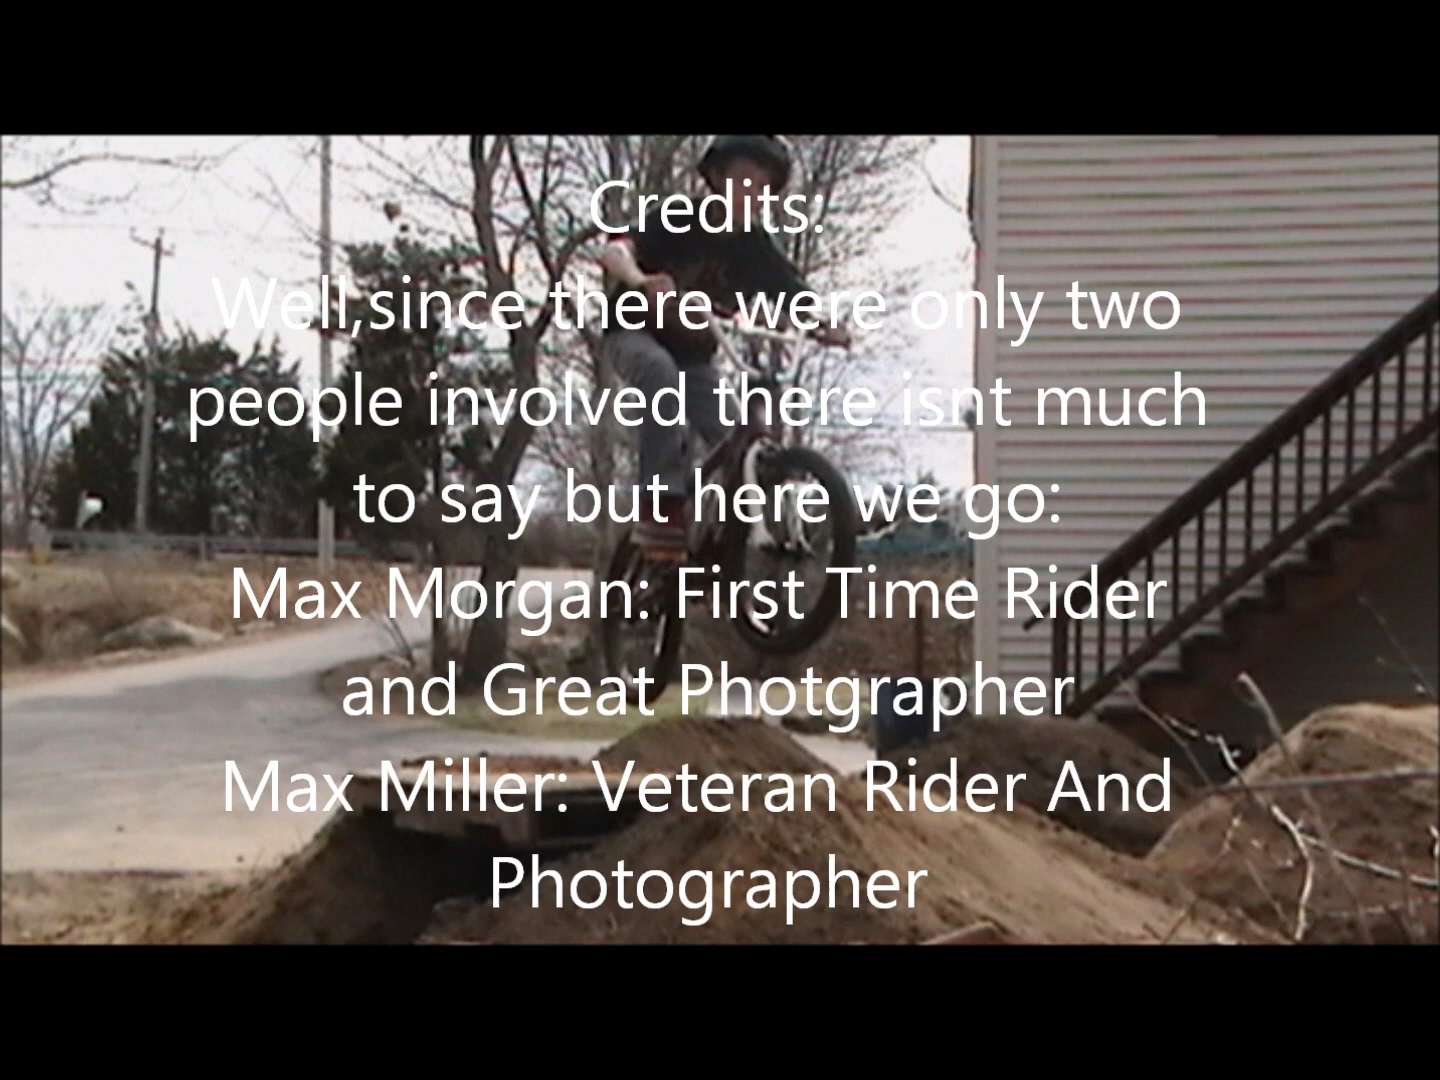 Credits:
Well,since there were only two
people involved there isnt much
to say but here we go:
Max Morgan: First Time Rider
and Great Photgrapher
Max Miller: Veteran Rider And
Photographer